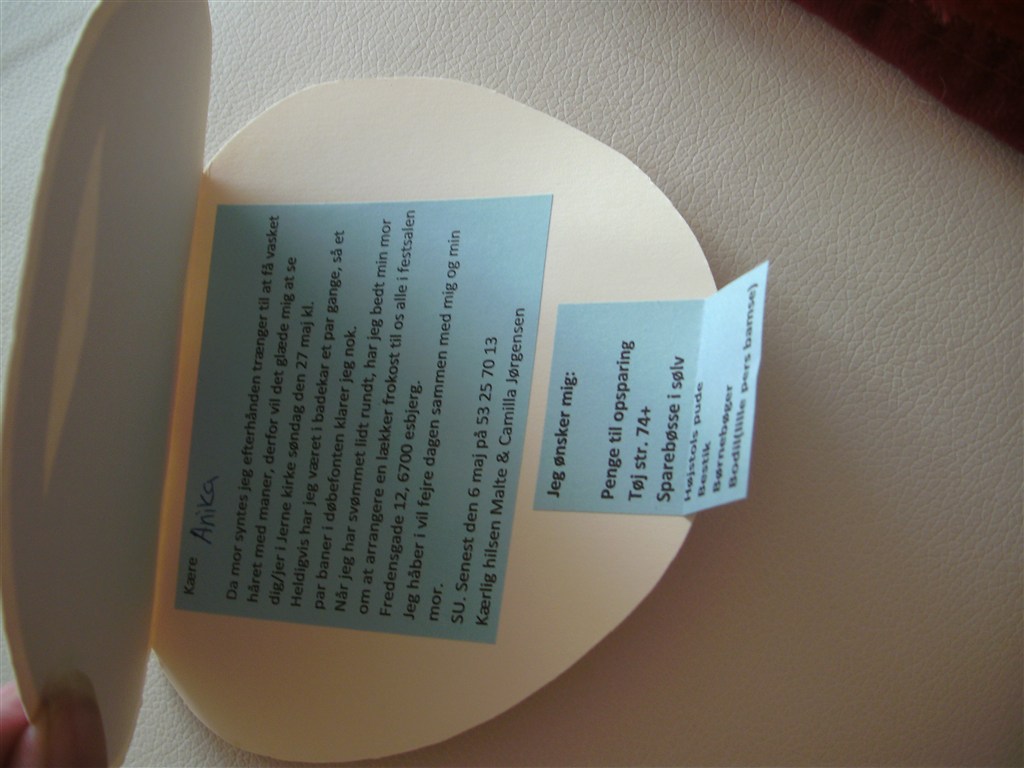 Kære Anika
Da mor syntes jeg efterhånden trænger til at få vasket
håret med maner, derfor vil det glæde mig at se
dig/jer i Jerne kirke søndag den 27 maj kl.
Heldigvis har jeg været i badekar et par gange, så et
par baner i døbefonten klarer jeg nok.
Når jeg har svømmet lidt rundt, har jeg bedt min mor
om at arrangere en lækker frokost til os alle i festsalen
Fredensgade 12, 6700 esbjerg.
Jeg håber i vil fejre dagen sammen med mig og min
mor.
SU. Senest den 6 maj på 53 25 70 13
Kærlig hilsen Malte & Camilla Jørgensen
Jeg ønsker mig:
Penge til opsparing
Tøj str. 74+
Sparebøsse i sølv
Højstols pude
Bestik
Børnebøger
Bodil(lille pers bamse)